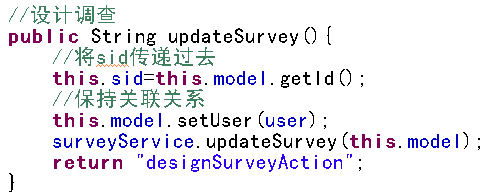 //设计调查
public String updateSurvey(){
    //将sid传递过去
    this.sid=this.model.getId();
    //保持关联关系
    this.model.setUser(user);
    surveyService.updateSurvey(this.model);
    return "designSurveyAction";
}